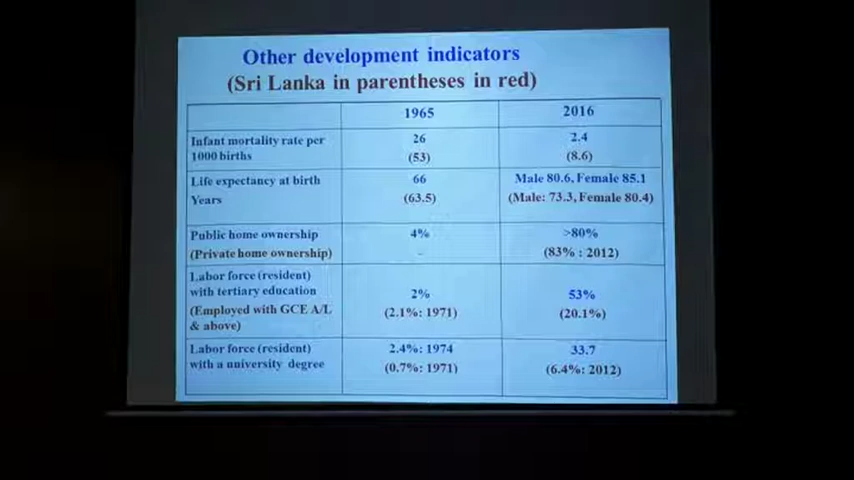 Other development indicators
(Sri Lanka in parentheses in red)
1965 2016
Infant mortality rate per 26 2.4
1000 births (53) (8.6)
Life expectancy at birth 66 Male 80.6, Female 85.1
Years (63.5) (Male: 73.3, Female 80.4)
Public home ownership 4% >80%
(Private home ownership) - (83% : 2012)
Labor force (resident)
with tertiary education 2% 53%
(Employed with GCE A/L (2.1%: 1971) (20.1%)
& above)
Labor force (resident) 2.4%: 1974 33.7
with a university degree (0.7%: 1971) (6.4%: 2012)